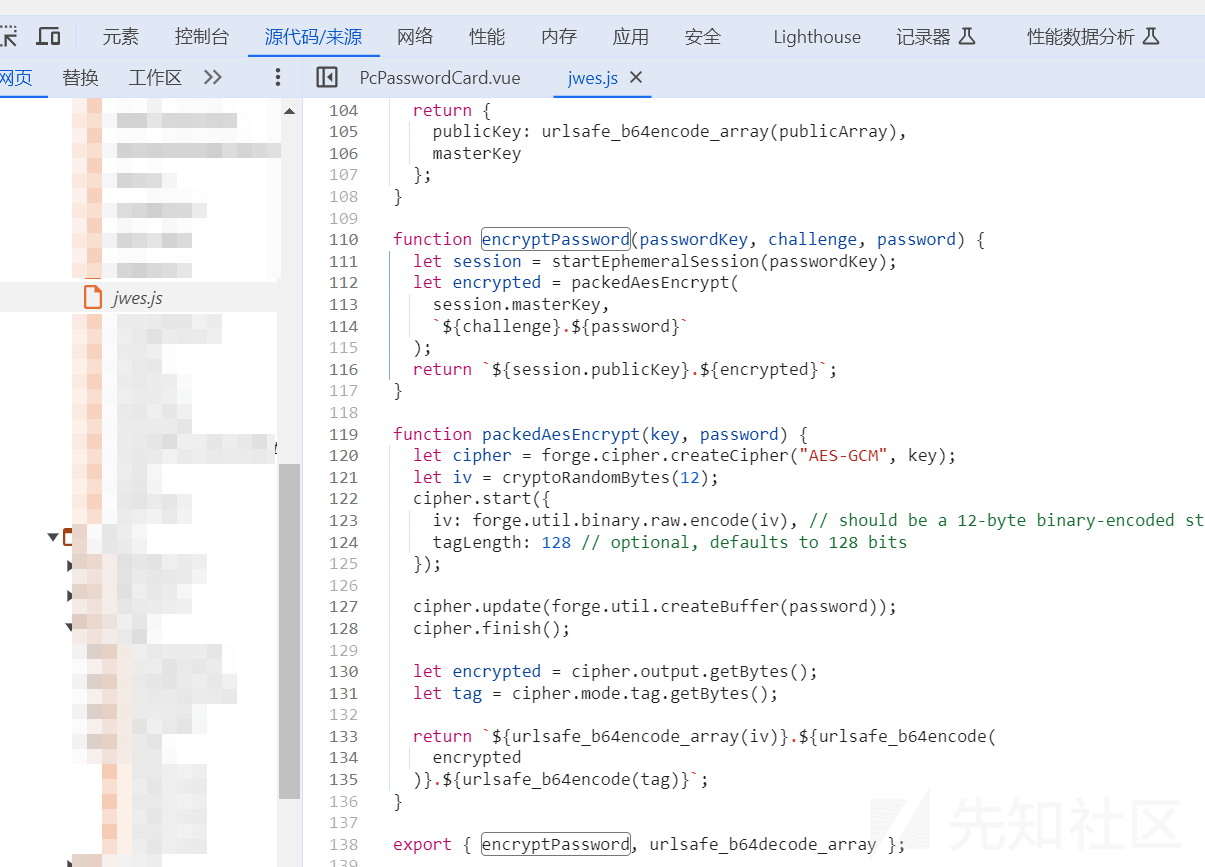 元素 控制台 源代码/来源 网络 性能 内存 应用 安全 Lighthouse 记录器 性能数据分析
网页 替换 工作区 PcPasswordCard.vue jwes.js
jwes.js
104 return {
105 publicKey: urlsafe_b64encode_array(publicArray),
106 masterKey
107 };
108 }
109
110 function encryptPassword(passwordKey, challenge, password) {
111 let session = startEphemeralSession(passwordKey);
112 let encrypted = packedAesEncrypt(
113 session.masterKey,
114 `${challenge}.${password}`
115 );
116 return `${session.publicKey}.${encrypted}`;
117 }
118
119 function packedAesEncrypt(key, password) {
120 let cipher = forge.cipher.createCipher("AES-GCM", key);
121 let iv = cryptoRandomBytes(12);
122 cipher.start({
123 iv: forge.util.binary.raw.encode(iv), // should be a 12-byte binary-encoded st
124 tagLength: 128 // optional, defaults to 128 bits
125 });
126
127 cipher.update(forge.util.createBuffer(password));
128 cipher.finish();
129
130 let encrypted = cipher.output.getBytes();
131 let tag = cipher.mode.tag.getBytes();
132
133 return `${urlsafe_b64encode_array(iv)}.${urlsafe_b64encode(
134 encrypted
135 )}.${urlsafe_b64encode(tag)}`;
136 }
137
138 export { encryptPassword, urlsafe_b64decode_array };
139
先知社区